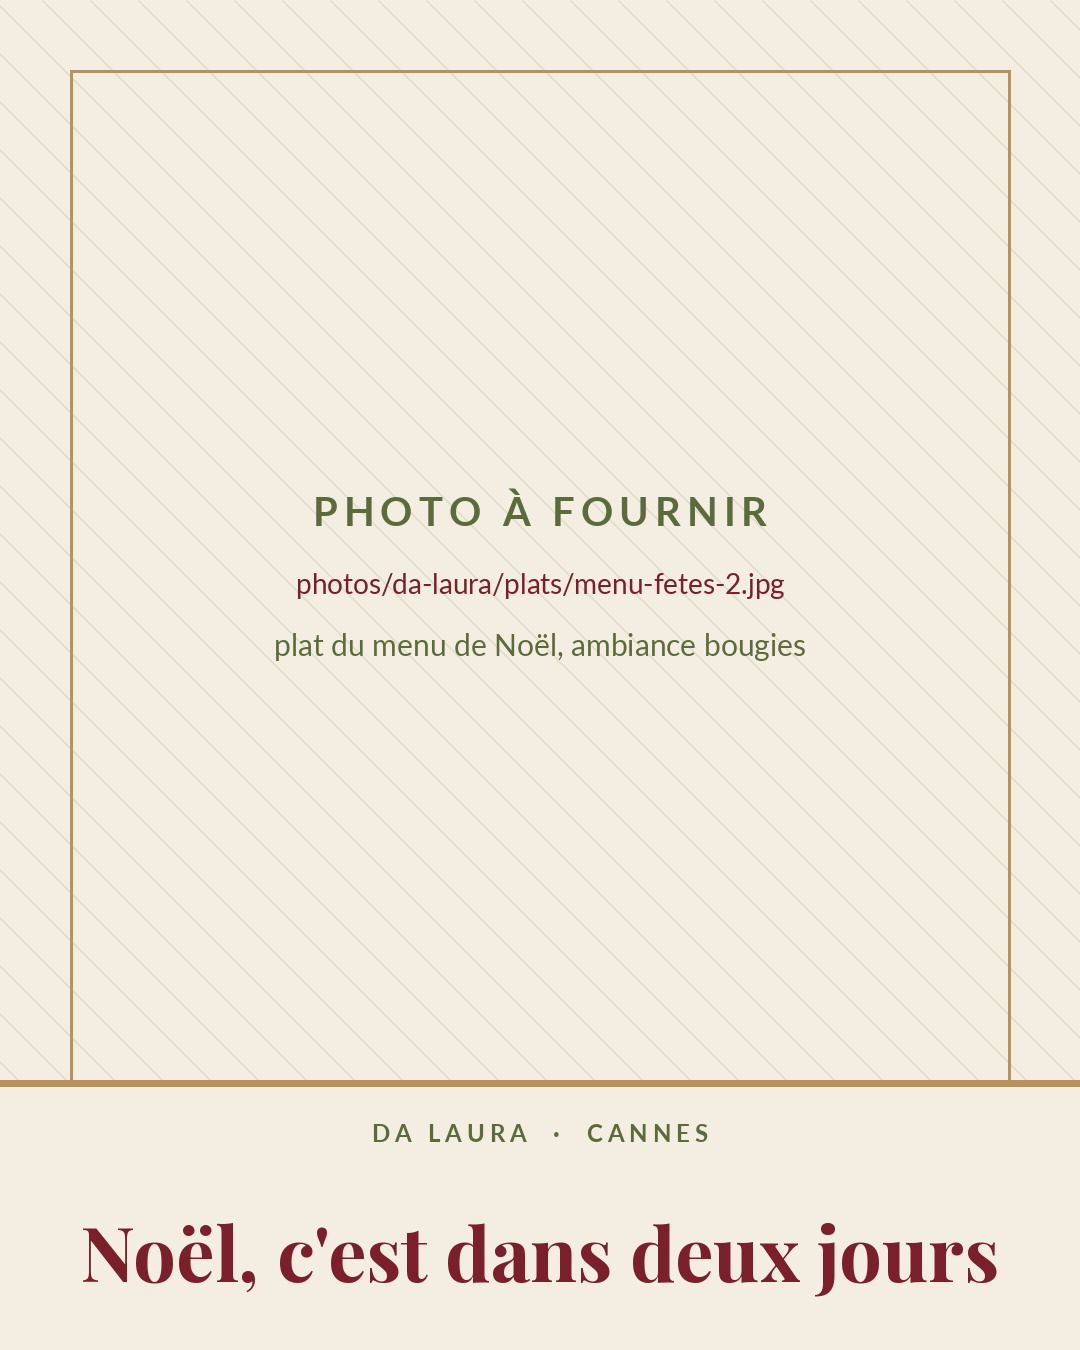 PHOTO À FOURNIR
photos/da-laura/plats/menu-fetes-2.jpg
plat du menu de Noël, ambiance bougies
DA LAURA · CANNES
Noël, c'est dans deux jours